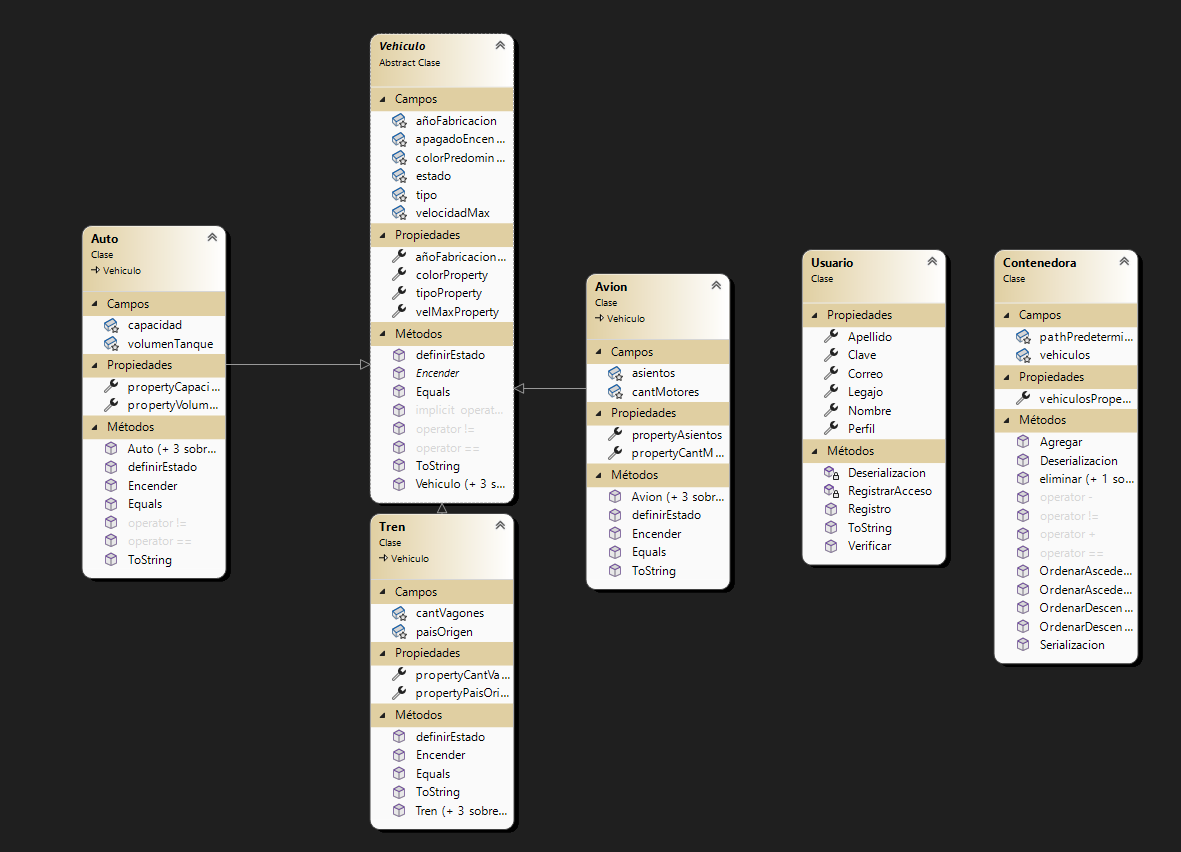 Vehiculo
Abstract Clase
Campos
añoFabricacion
apagadoEncen...
colorPredomin...
estado
tipo
velocidadMax
Propiedades
añoFabricacion...
colorProperty
tipoProperty
velMaxProperty
Métodos
definirEstado
Encender
Equals
implicit operat...
operator !=
operator ==
ToString
Vehiculo (+ 3 s...
Auto
Clase
Vehiculo
Campos
capacidad
volumenTanque
Propiedades
propertyCapaci...
propertyVolum...
Métodos
Auto (+ 3 sobr...
definirEstado
Encender
Equals
operator !=
operator ==
ToString
Tren
Clase
Vehiculo
Campos
cantVagones
paisOrigen
Propiedades
propertyCantVa...
propertyPaisOri...
Métodos
definirEstado
Encender
Equals
ToString
Tren (+ 3 sobre...
Avion
Clase
Vehiculo
Campos
asientos
cantMotores
Propiedades
propertyAsientos
propertyCantM...
Métodos
Avion (+ 3 sobr...
definirEstado
Encender
Equals
ToString
Usuario
Clase
Propiedades
Apellido
Clave
Correo
Legajo
Nombre
Perfil
Métodos
Deserializacion
RegistrarAcceso
Registro
ToString
Verificar
Contenedora
Clase
Campos
pathPredetermi...
vehiculos
Propiedades
vehiculosPrope...
Métodos
Agregar
Deserializacion
eliminar (+ 1 so...
operator -
operator !=
operator +
operator ==
OrdenarAscede...
OrdenarAscede...
OrdenarDescen...
OrdenarDescen...
Serializacion